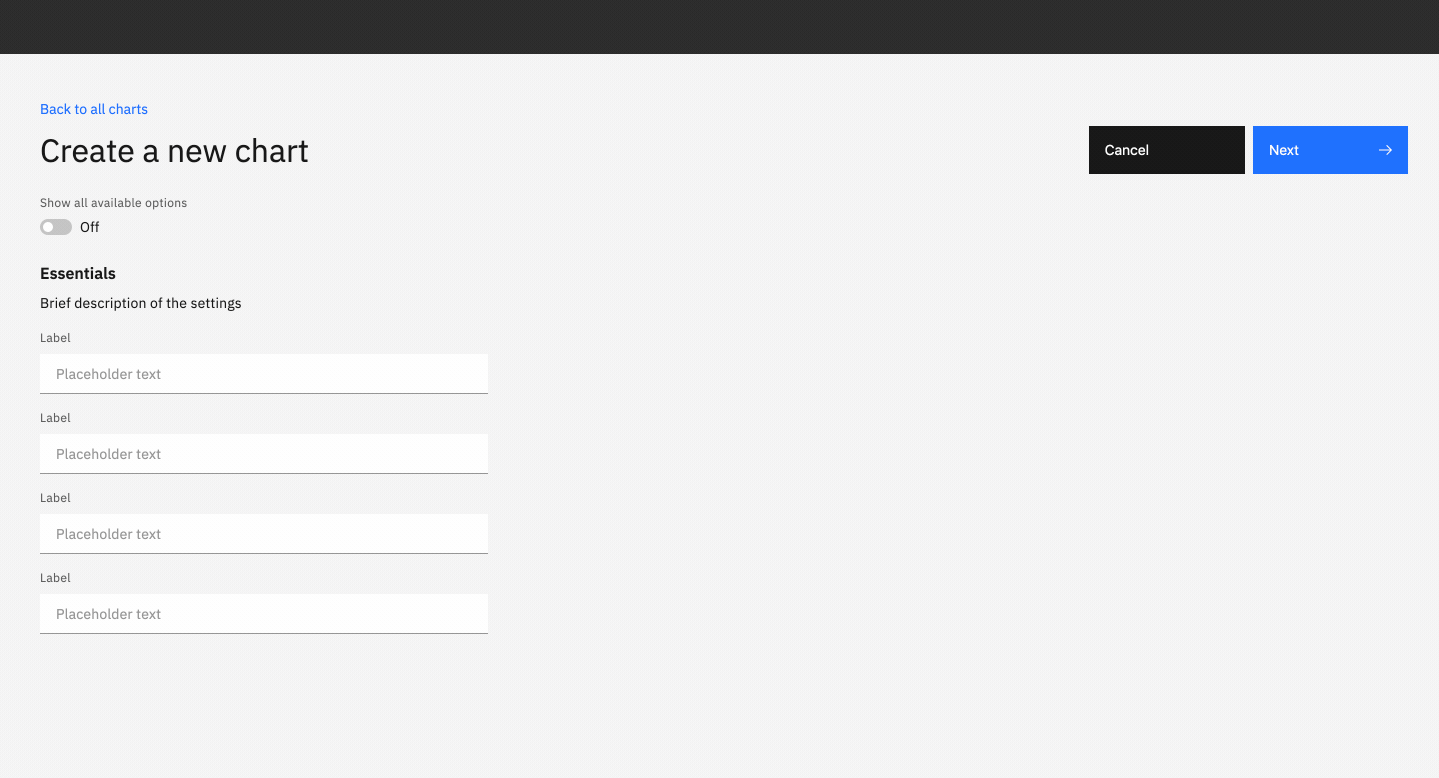 Back to all charts
Create a new chart
Cancel
Next
Show all available options
Off
Essentials
Brief description of the settings
Label
Placeholder text
Label
Placeholder text
Label
Placeholder text
Label
Placeholder text